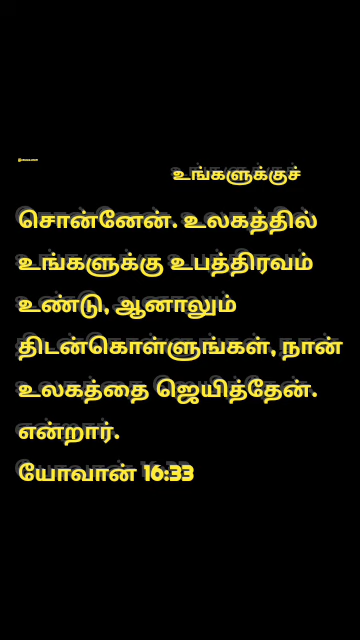 உங்களுக்குச்
சொன்னேன். உலகத்தில்
உங்களுக்கு உபத்திரவம்
உண்டு, ஆனாலும்
திடன்கொள்ளுங்கள், நான்
உலகத்தை ஜெயித்தேன்.
என்றார்.
யோவான் 16:33